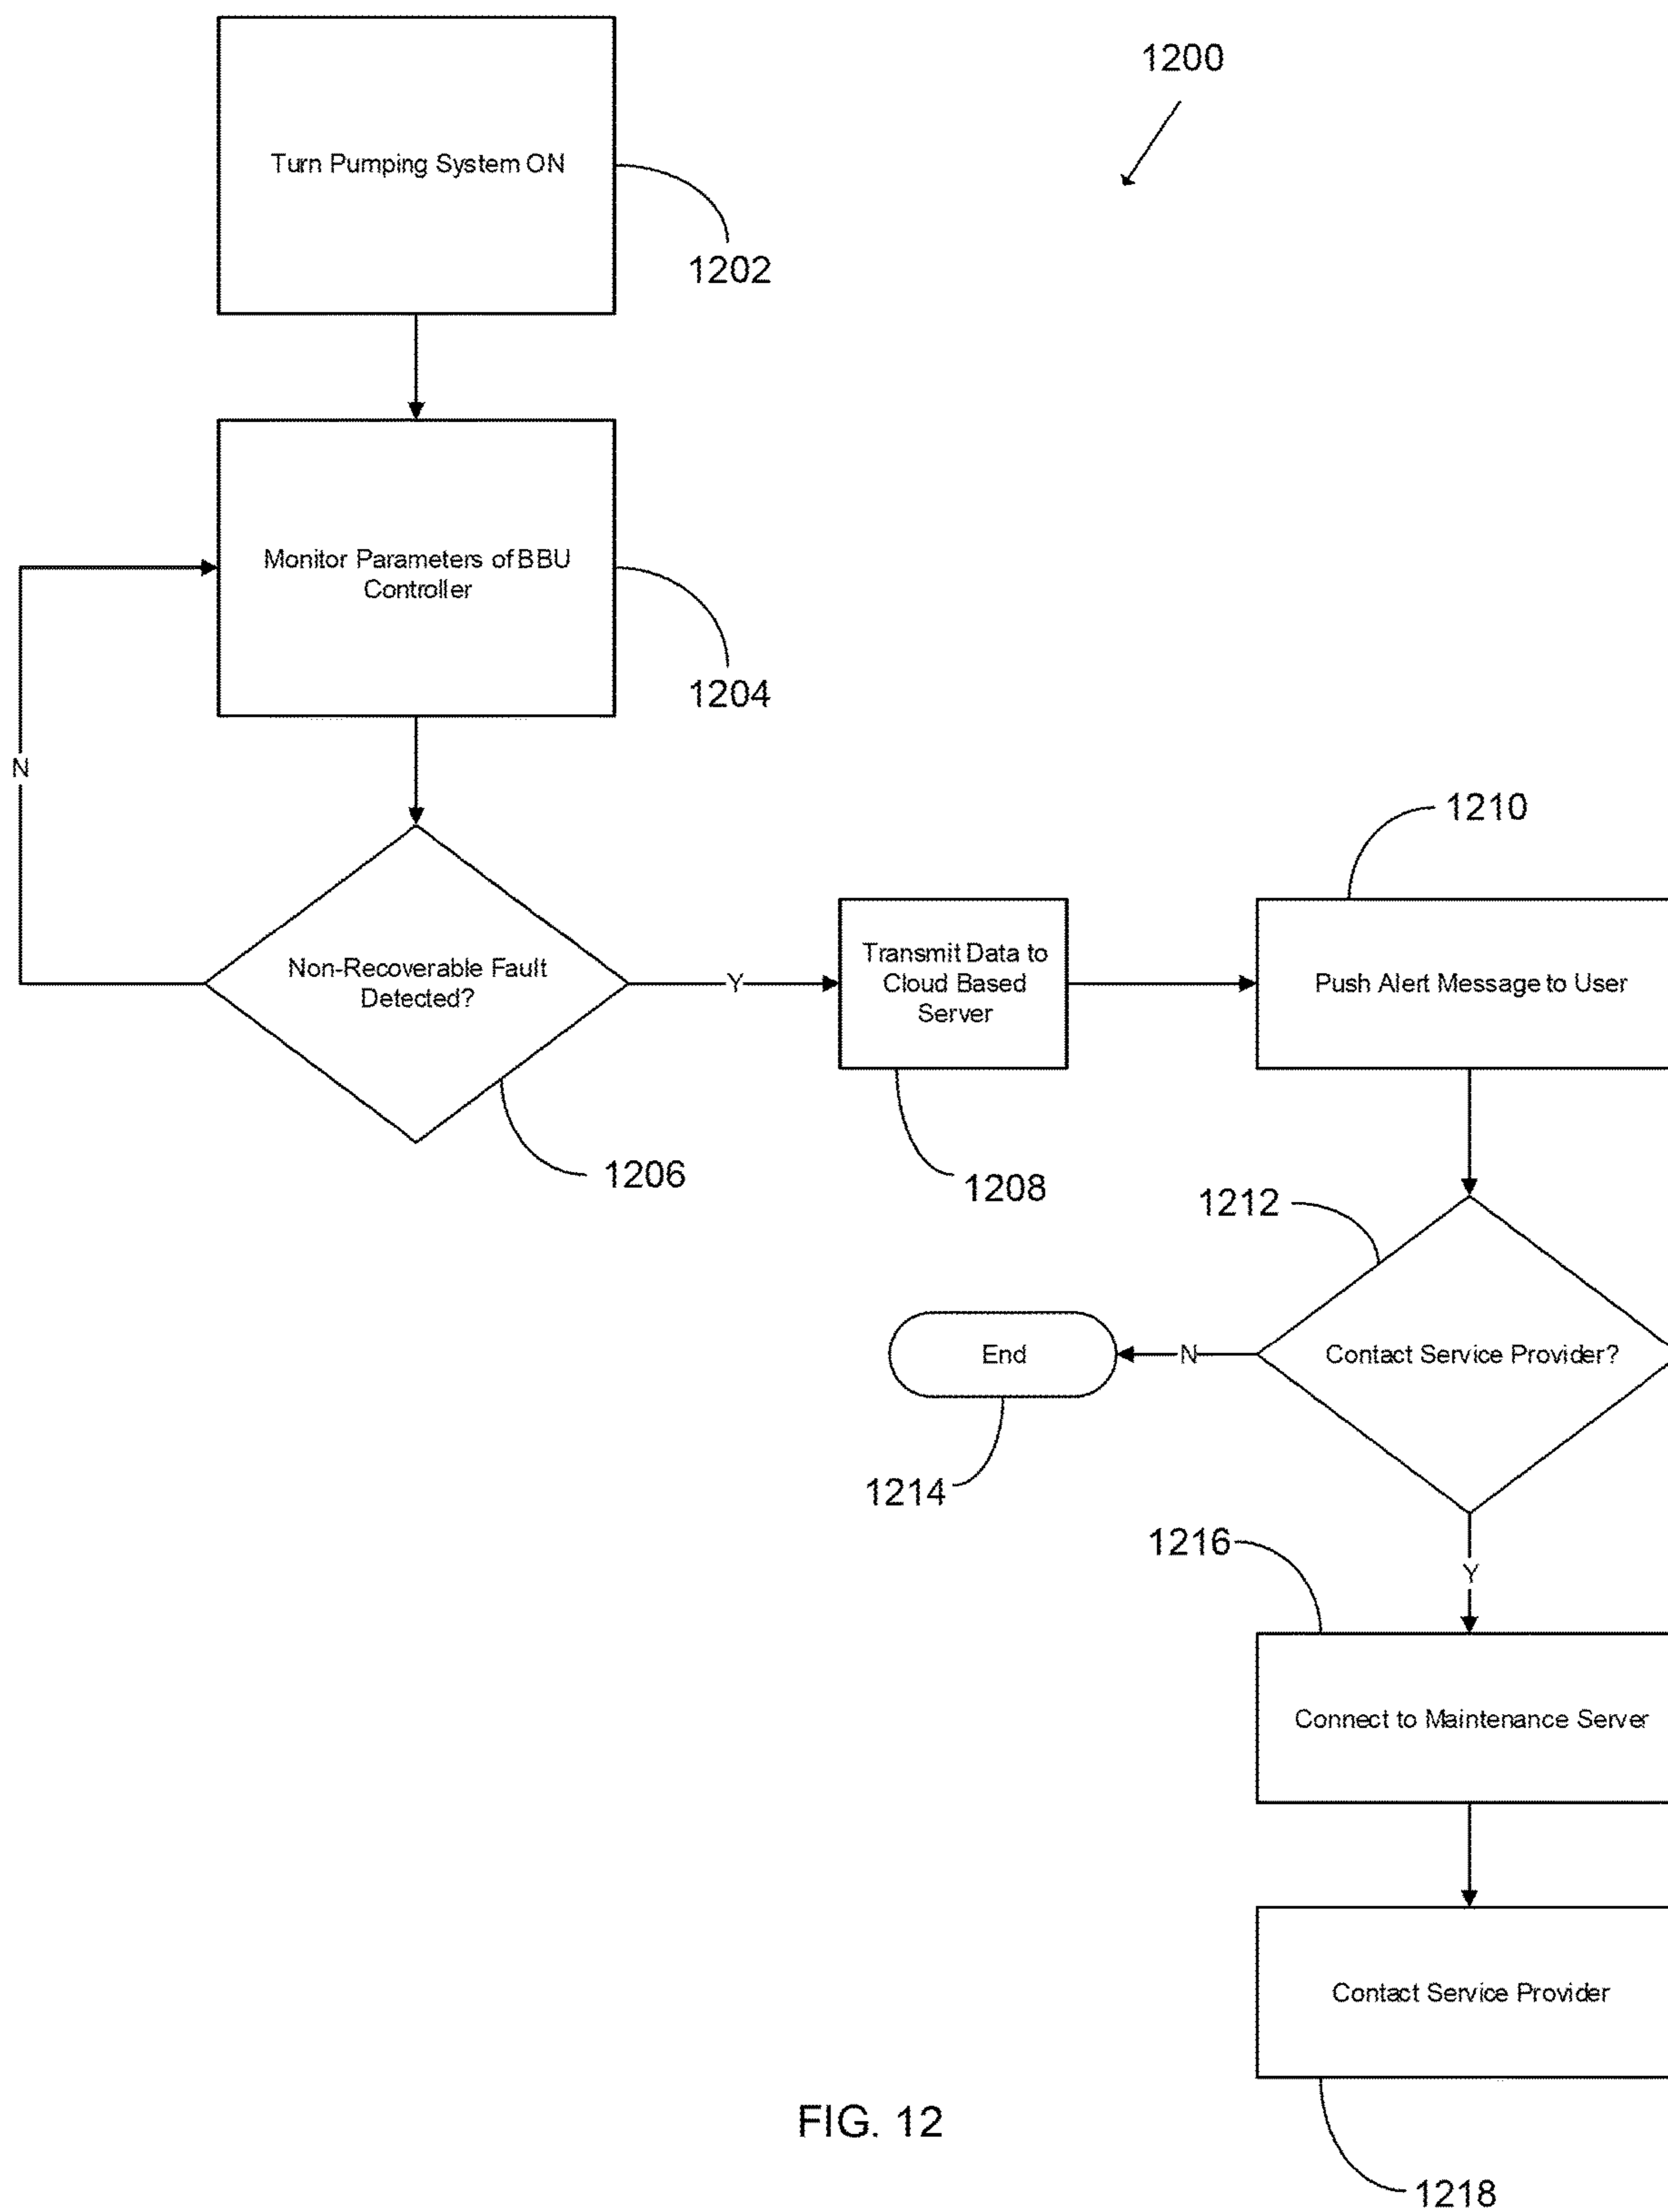 1200
Turn Pumping System ON
1202
Monitor Parameters of BBU
Controller
1204
N
1210
Non-Recoverable Fault
Detected?
Y
Transmit Data to
Cloud Based
Server
Push Alert Message to User
1206
1208
1212
End
N
Contact Service Provider?
1214
1216
Y
Connect to Maintenance Server
Contact Service Provider
FIG. 12
1218